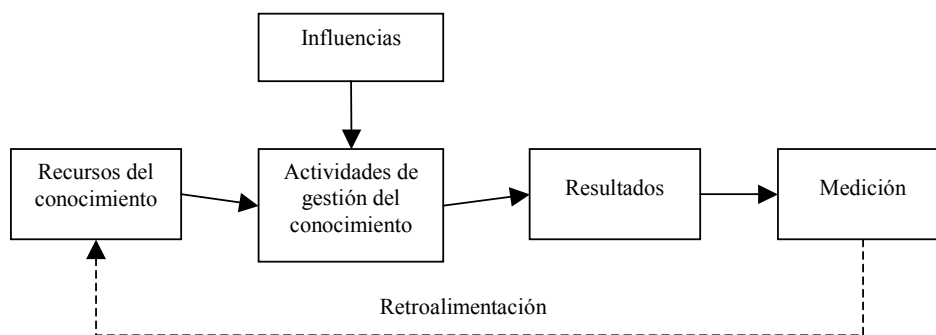 Influencias
Recursos del
conocimiento
Actividades de
gestión del
conocimiento
Resultados
Medición
Retroalimentación